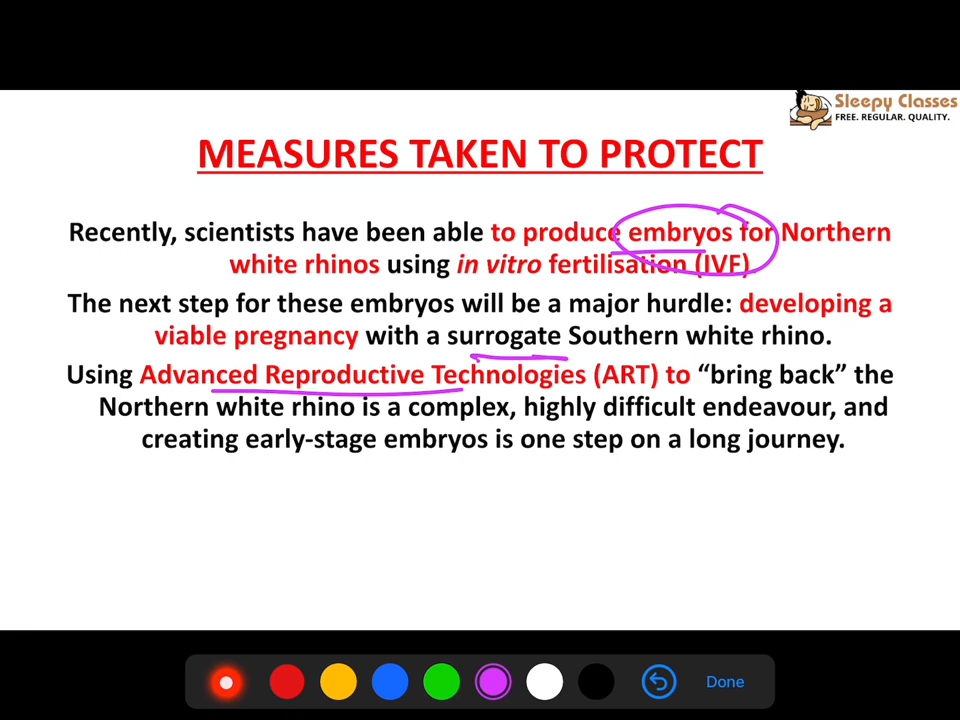 Sleepy Classes
FREE. REGULAR. QUALITY.
MEASURES TAKEN TO PROTECT
Recently, scientists have been able to produce embryos for Northern
white rhinos using in vitro fertilisation (IVF).
The next step for these embryos will be a major hurdle: developing a
viable pregnancy with a surrogate Southern white rhino.
Using Advanced Reproductive Technologies (ART) to “bring back” the
Northern white rhino is a complex, highly difficult endeavour, and
creating early-stage embryos is one step on a long journey.
Done